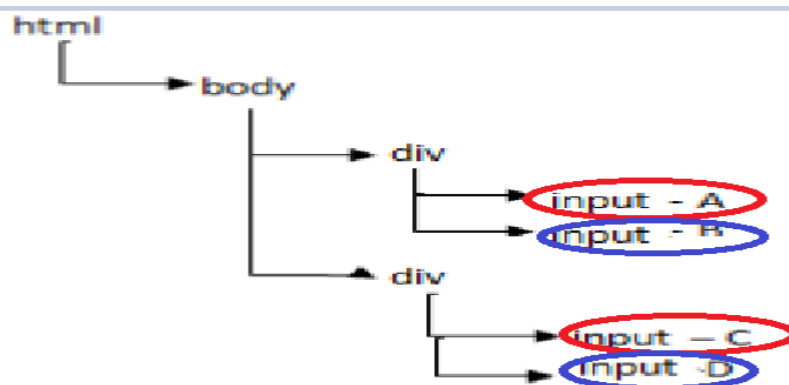 html
body
div
input - A
input - B
div
input – C
input -D